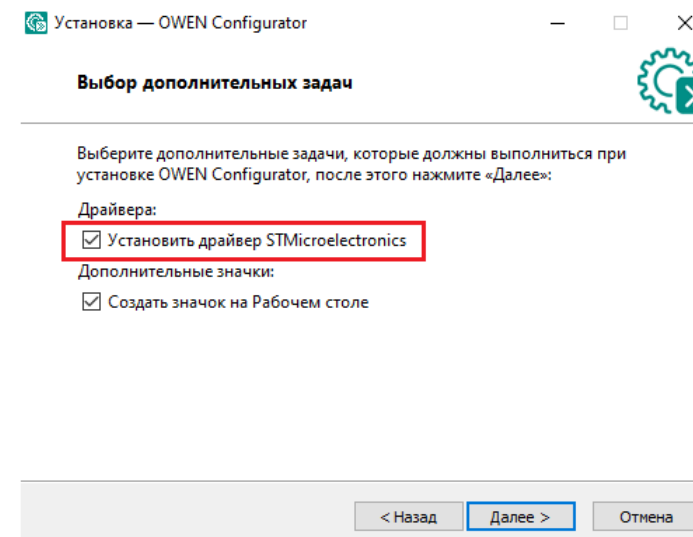 Установка — OWEN Configurator
Выбор дополнительных задач
Выберите дополнительные задачи, которые должны выполниться при
установке OWEN Configurator, после этого нажмите «Далее»:
Драйвера:
Установить драйвер STMicroelectronics
Дополнительные значки:
Создать значок на Рабочем столе
< Назад
Далее >
Отмена